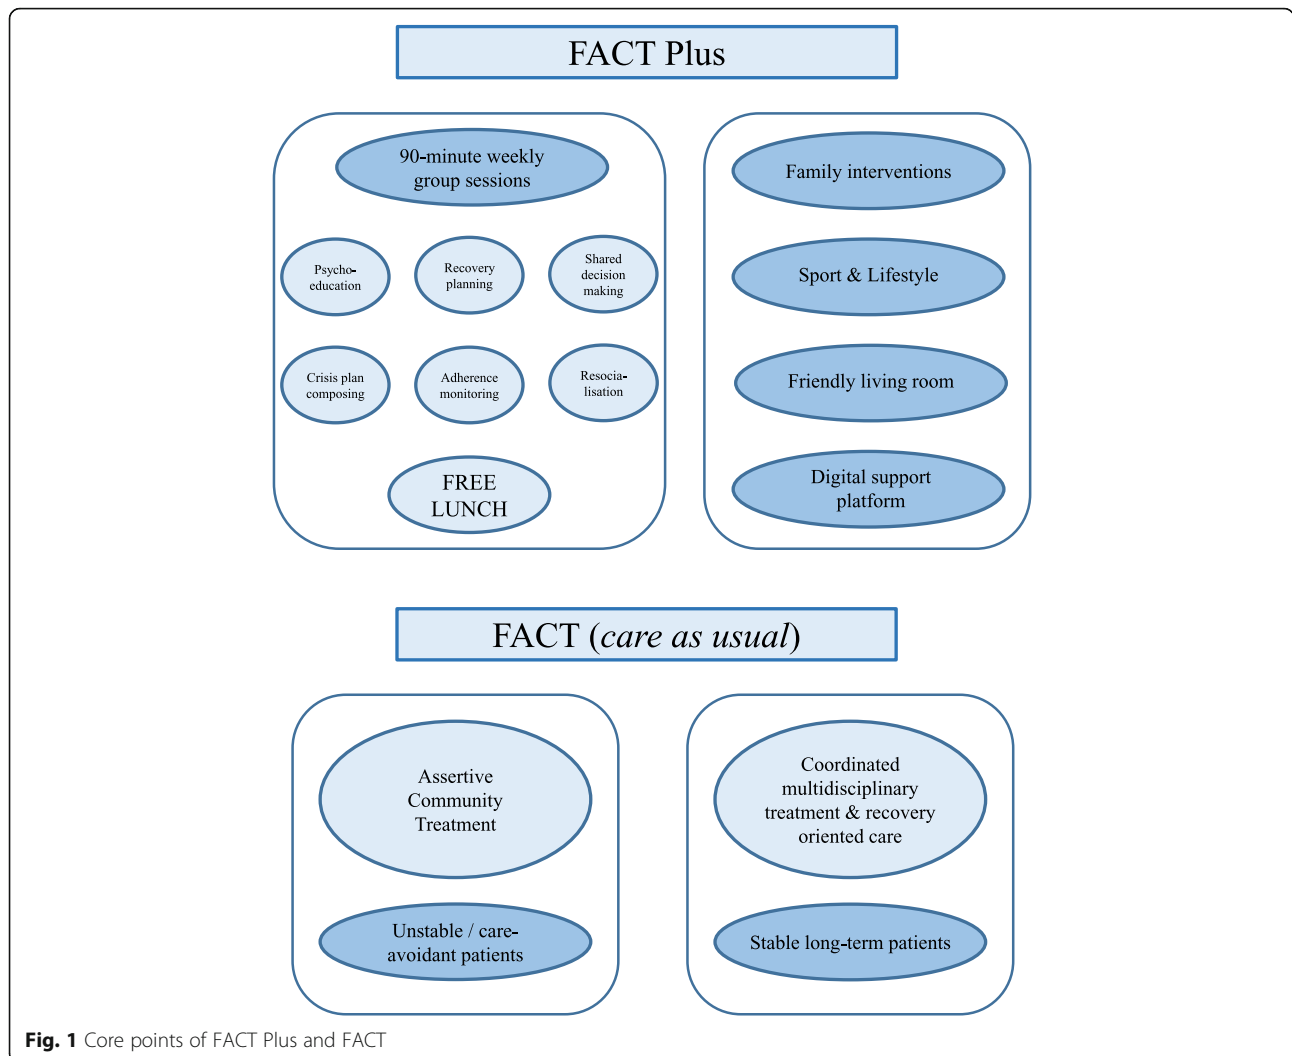 FACT Plus
90-minute weekly
group sessions
Psycho-
education
Recovery
planning
Shared
decision
making
Crisis plan
composing
Adherence
monitoring
Resocia-
lisation
FREE
LUNCH
Family interventions
Sport & Lifestyle
Friendly living room
Digital support
platform
FACT (care as usual)
Assertive
Community
Treatment
Unstable / care-
avoidant patients
Coordinated
multidisciplinary
treatment & recovery
oriented care
Stable long-term patients
Fig. 1 Core points of FACT Plus and FACT